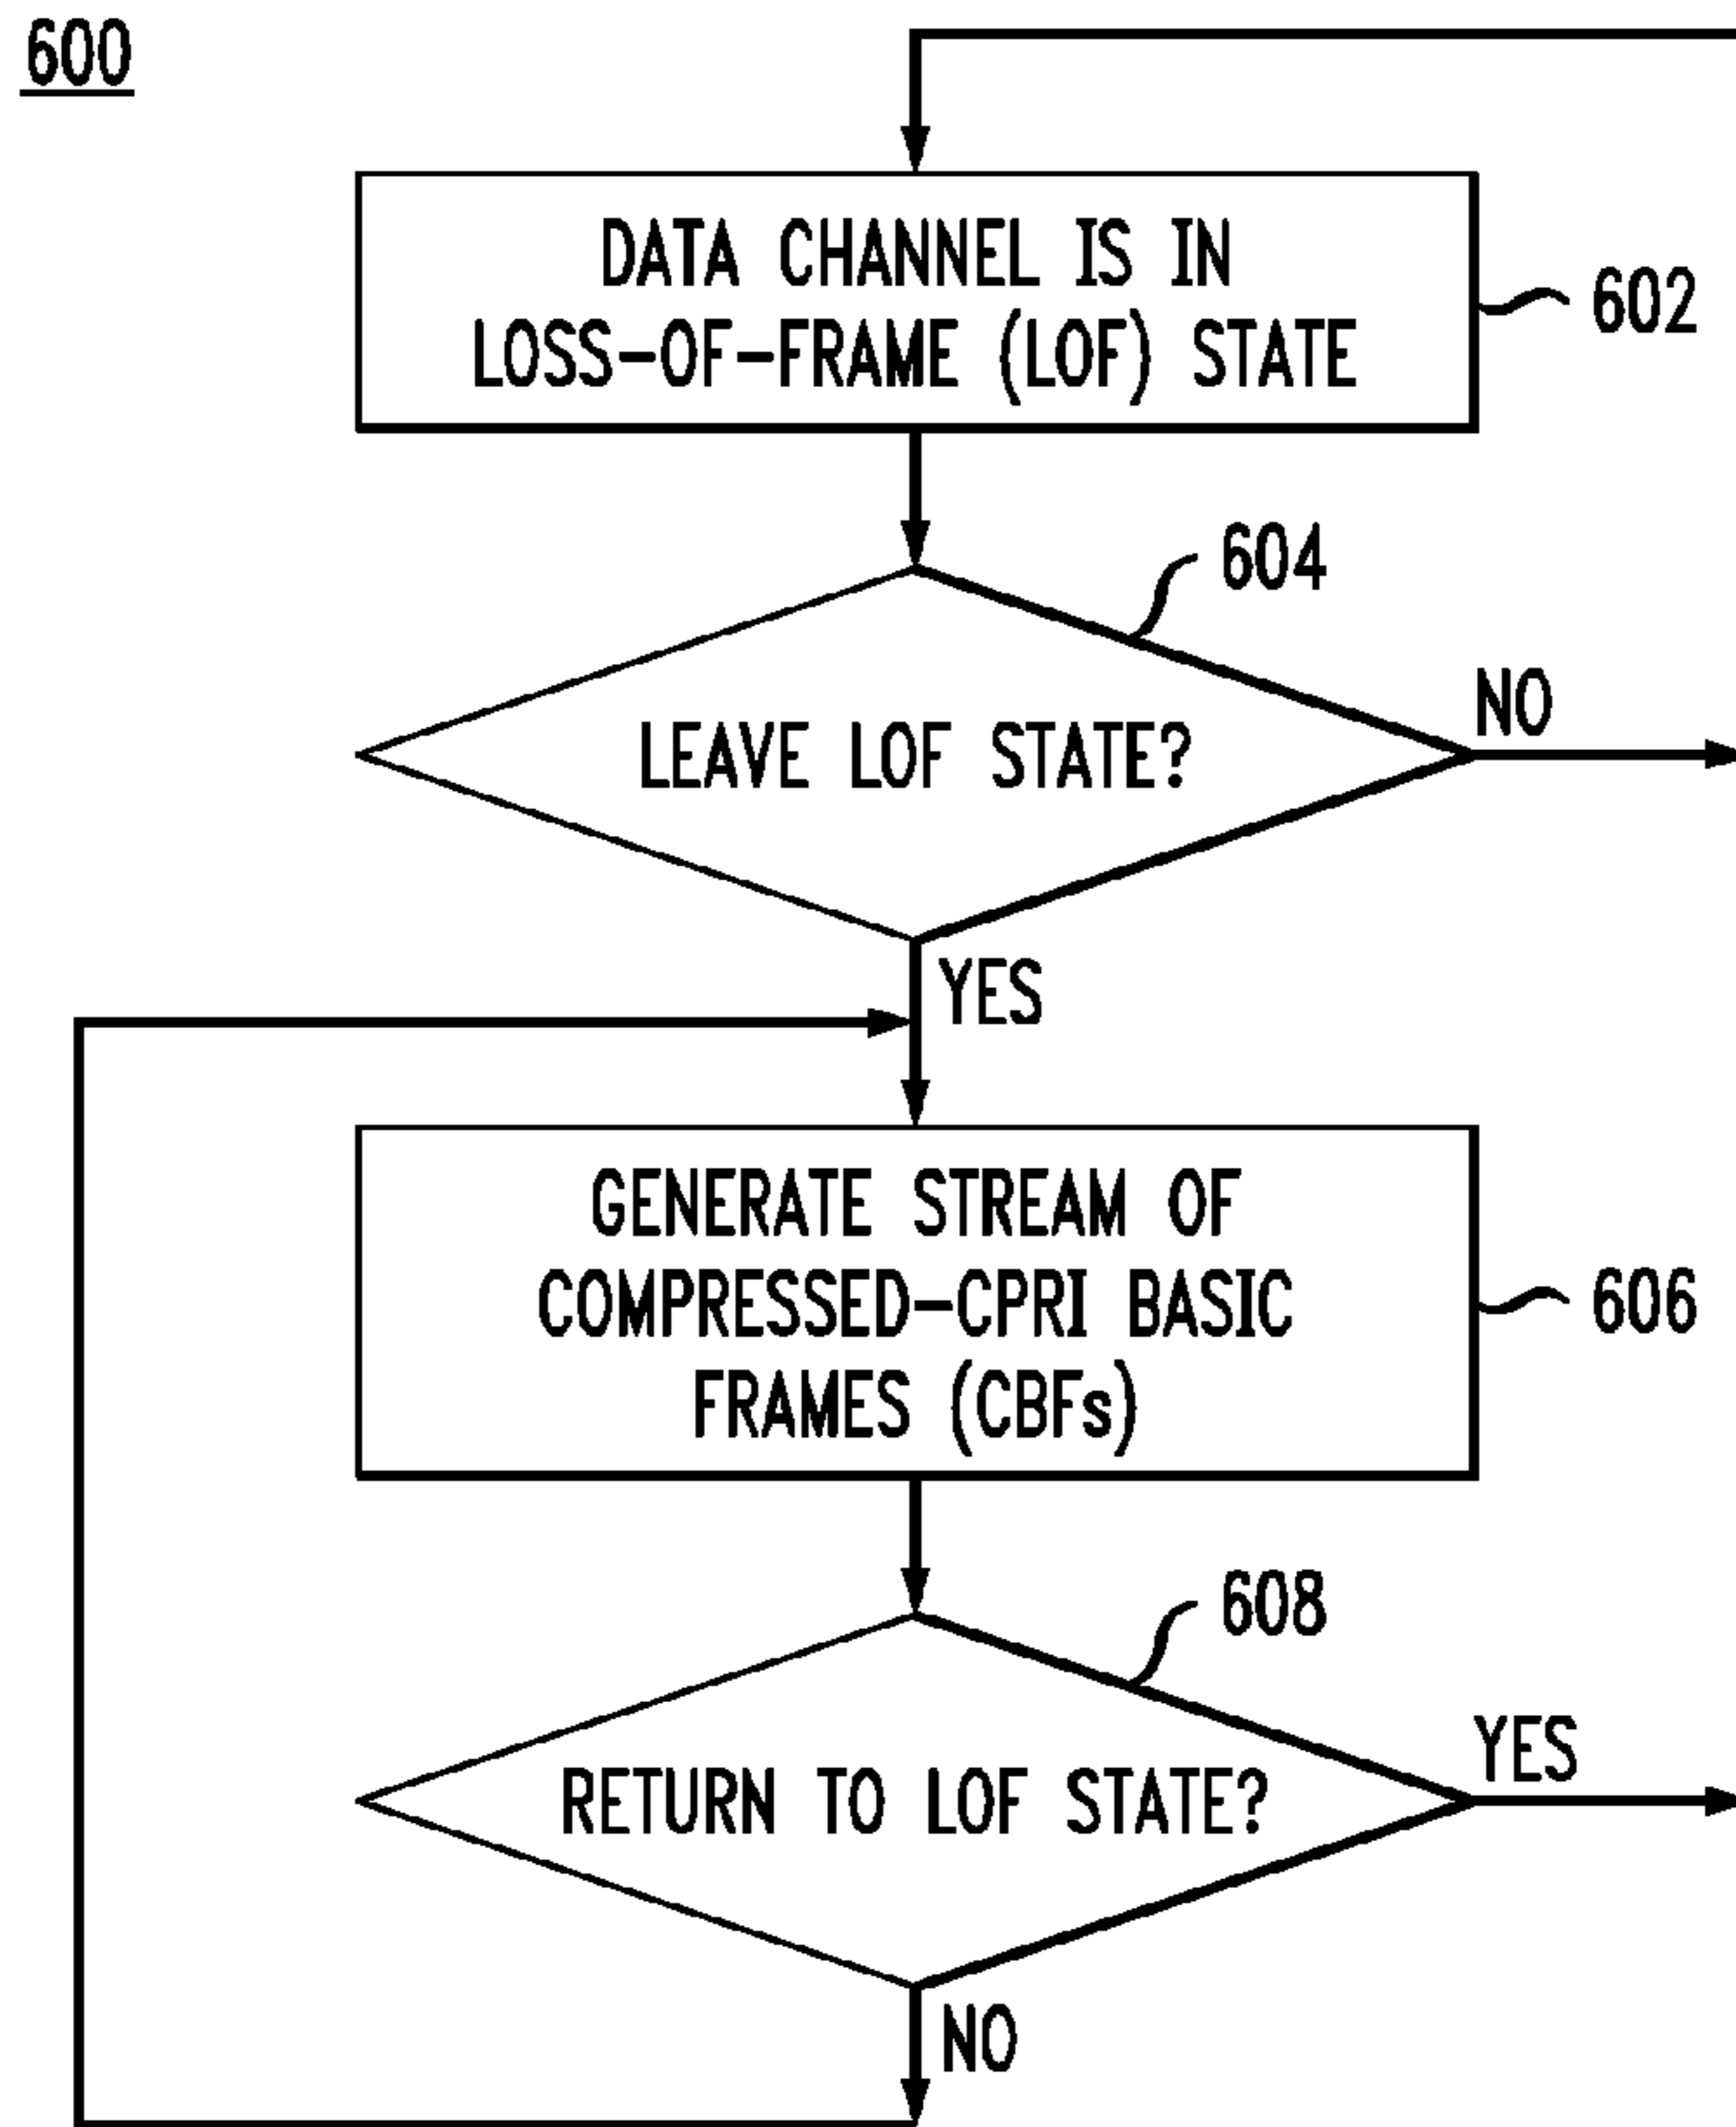 600
DATA CHANNEL IS IN
LOSS-OF-FRAME (LOF) STATE
602
604
LEAVE LOF STATE?
NO
YES
GENERATE STREAM OF
COMPRESSED-CPRI BASIC
FRAMES (CBFs)
606
608
RETURN TO LOF STATE?
YES
NO